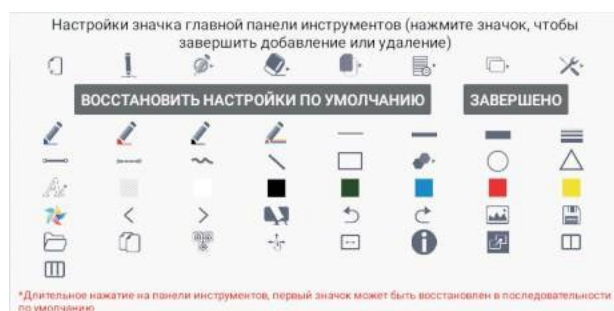 Настройки значка главной панели инструментов (нажмите значок, чтобы
завершить добавление или удаление)
ВОССТАНОВИТЬ НАСТРОЙКИ ПО УМОЛЧАНИЮ
ЗАВЕРШЕНО
*Длительное нажатие на панели инструментов, первый значок может быть восстановлен в последовательности
по умолчанию